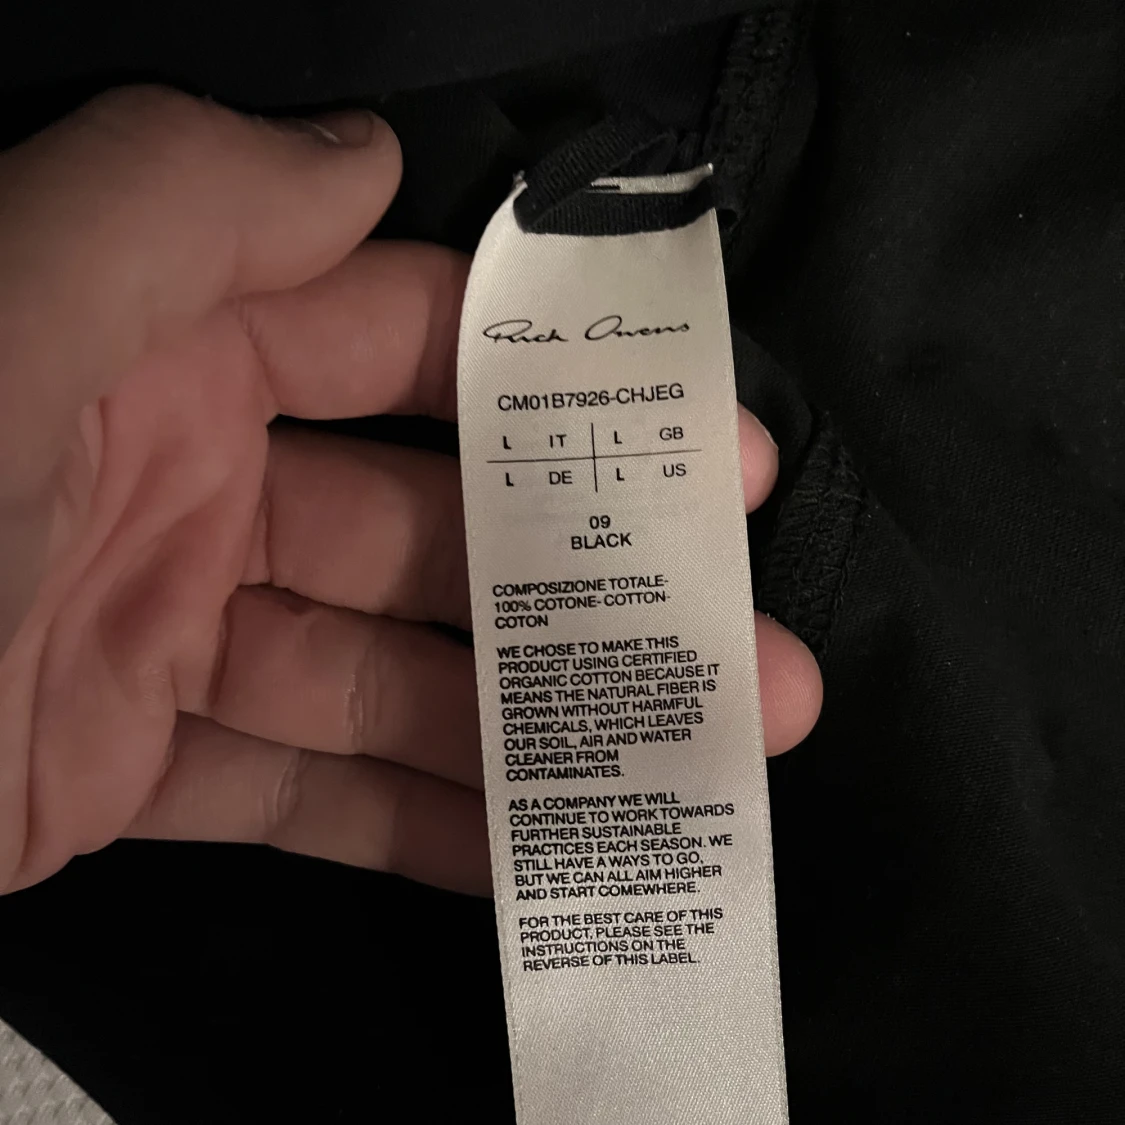 Rick Owens
CM01B7926-CHJEG
L IT L GB
L DE L US
09
BLACK
COMPOSIZIONE TOTALE-
100% COTONE-COTTON-
COTON
WE CHOSE TO MAKE THIS
PRODUCT USING CERTIFIED
ORGANIC COTTON BECAUSE IT
MEANS THE NATURAL FIBER IS
GROWN WITHOUT HARMFUL
CHEMICALS, WHICH LEAVES
OUR SOIL, AIR AND WATER
CLEANER FROM
CONTAMINATES.
AS A COMPANY WE WILL
CONTINUE TO WORK TOWARDS
FURTHER SUSTAINABLE
PRACTICES EACH SEASON. WE
STILL HAVE A WAYS TO GO,
BUT WE CAN ALL AIM HIGHER
AND START COMEWHERE.
FOR THE BEST CARE OF THIS
PRODUCT, PLEASE SEE THE
INSTRUCTIONS ON THE
REVERSE OF THIS LABEL.